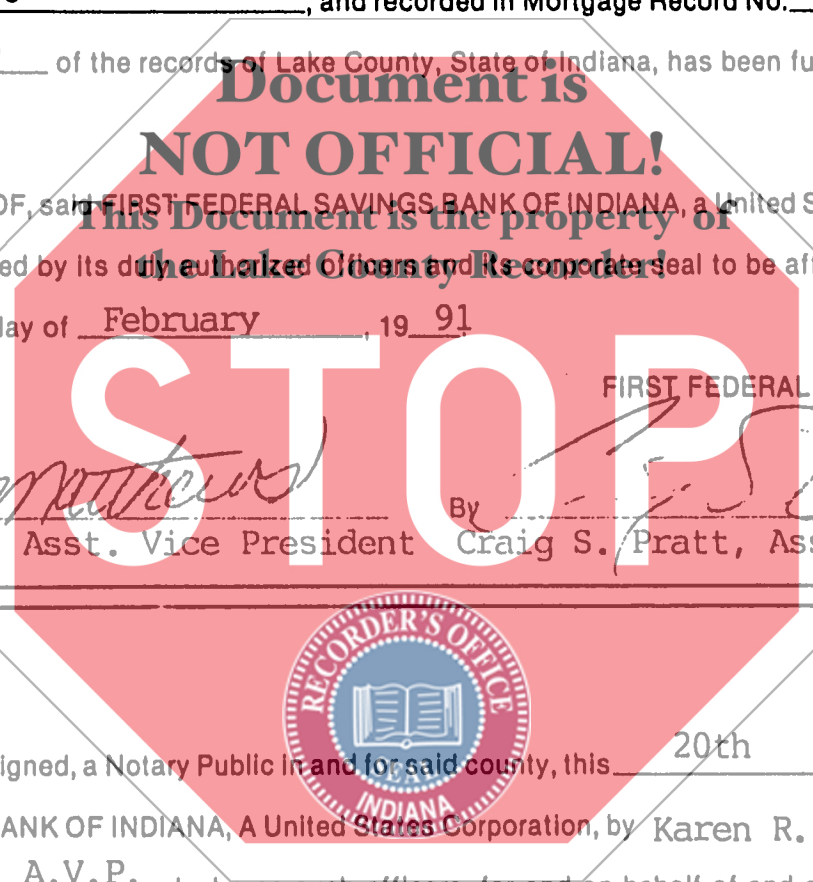 , and recorded in Mortgage Record No.
of the records of Lake County, State of Indiana, has been fu
Document is
NOT OFFICIAL!
OF, said FIRST FEDERAL SAVINGS BANK OF INDIANA, a United S
This Document is the property of
ed by its duly authorized officers and its corporate seal to be aff
the Lake County Recorder!
day of February, 19 91
STOP
FIRST FEDERAL
Matthews
By
Asst. Vice President Craig S. Pratt, Ass
RECORDER'S OFFICE
SEAL
INDIANA
igned, a Notary Public in and for said county, this 20th
ANK OF INDIANA, A United States Corporation, by Karen R.
A.V.P.